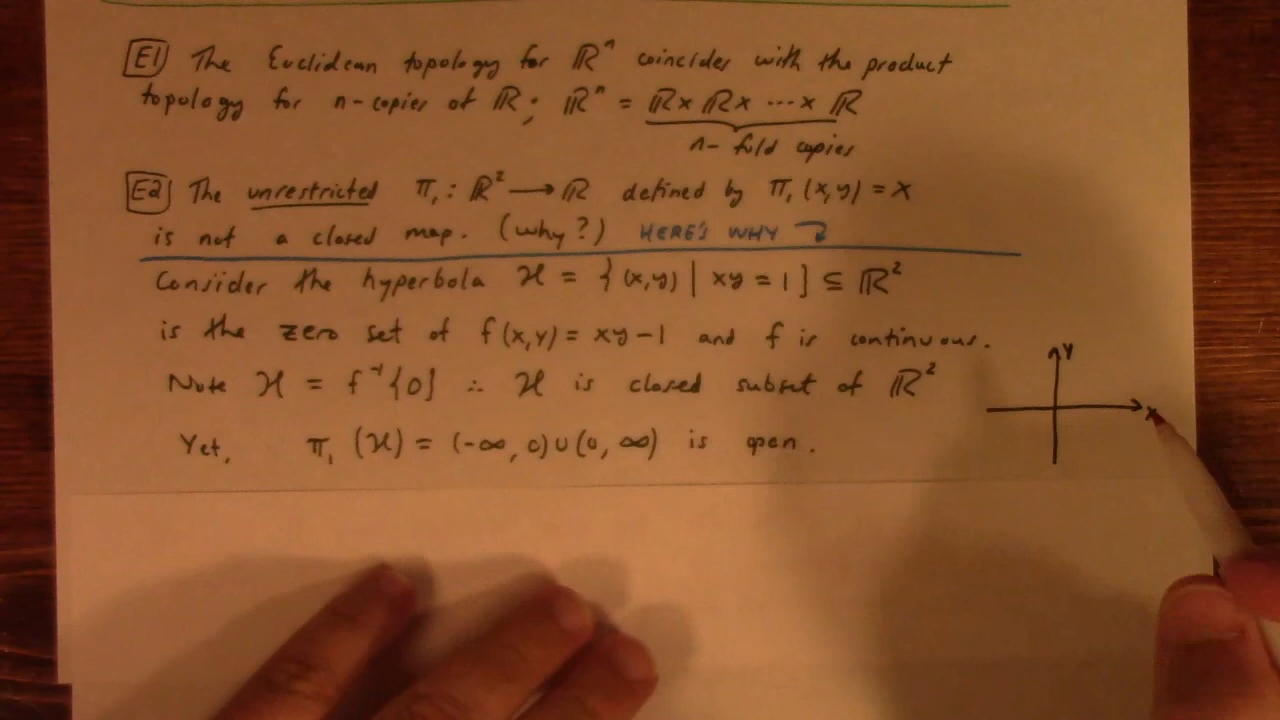 E1 The Euclidean topology for ℝⁿ coincides with the product
topology for n-copies of ℝ; ℝⁿ = ℝ × ℝ × ⋯ × ℝ
n-fold copies
E2 The unrestricted π₁ : ℝ² ⟶ ℝ defined by π₁(x,y) = x
is not a closed map. (why?) HERE'S WHY
Consider the hyperbola ℋ = {(x,y) | xy = 1} ⊆ ℝ²
is the zero set of f(x,y) = xy-1 and f is continuous.
Note ℋ = f⁻¹{0} ∴ ℋ is closed subset of ℝ²
Yet, π₁(ℋ) = (-∞, 0)∪(0, ∞) is open.
y
x